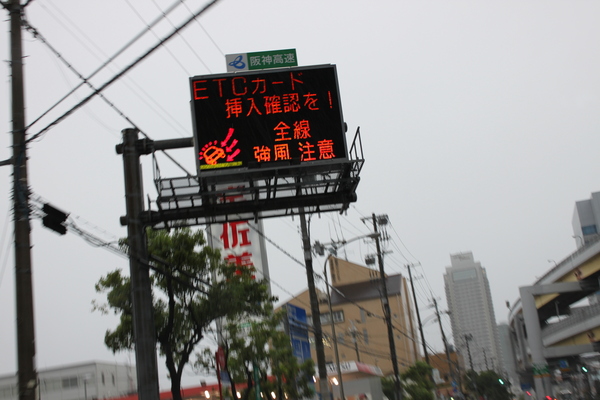 阪神高速
ETCカード
挿入確認を!
全線
強風 注意
佐